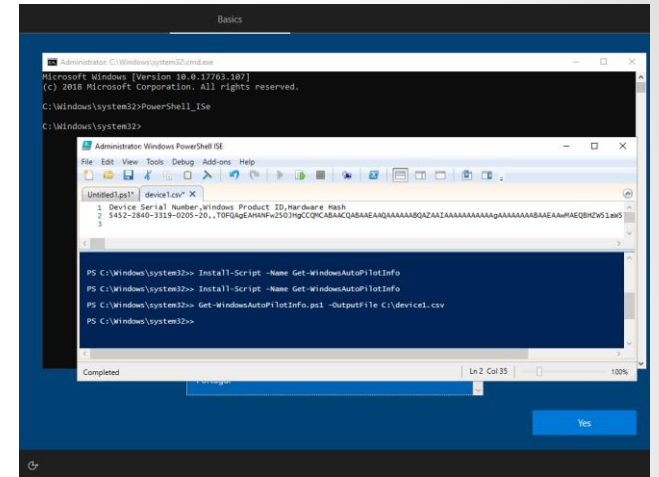 Basics
Administrator: C:\Windows\system32\cmd.exe
Microsoft Windows [Version 10.0.17763.107]
(c) 2018 Microsoft Corporation. All rights reserved.
C:\Windows\system32>PowerShell_ISe
C:\Windows\system32>
Administrator: Windows PowerShell ISE
File Edit View Tools Debug Add-ons Help
Untitled1.ps1* device1.csv* X
1 Device Serial Number,Windows Product ID,Hardware Hash
2 5452-2840-3319-0205-20,,
3
PS C:\Windows\system32>> Install-Script -Name Get-WindowsAutoPilotInfo
PS C:\Windows\system32>> Install-Script -Name Get-WindowsAutoPilotInfo
PS C:\Windows\system32>> Get-WindowsAutoPilotInfo.ps1 -OutputFile C:\device1.csv
PS C:\Windows\system32>>
Completed
Ln 2 Col 35
100%
Portugal
Yes